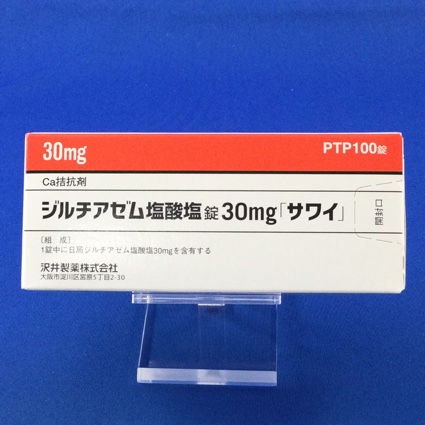 30mg
PTP100錠
Ca拮抗剤
ジルチアゼム塩酸塩錠30mg「サワイ」
開封口
〔組 成〕
1錠中に日局ジルチアゼム塩酸塩30mgを含有する
沢井製薬株式会社
大阪市淀川区宮原5丁目2-30